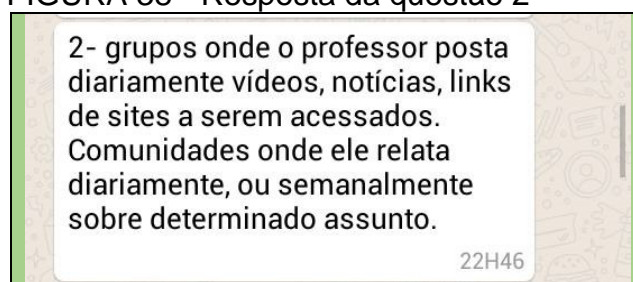 FIGURA - Resposta da questão 2
2- grupos onde o professor posta
diariamente vídeos, notícias, links
de sites a serem acessados.
Comunidades onde ele relata
diariamente, ou semanalmente
sobre determinado assunto.
22H46